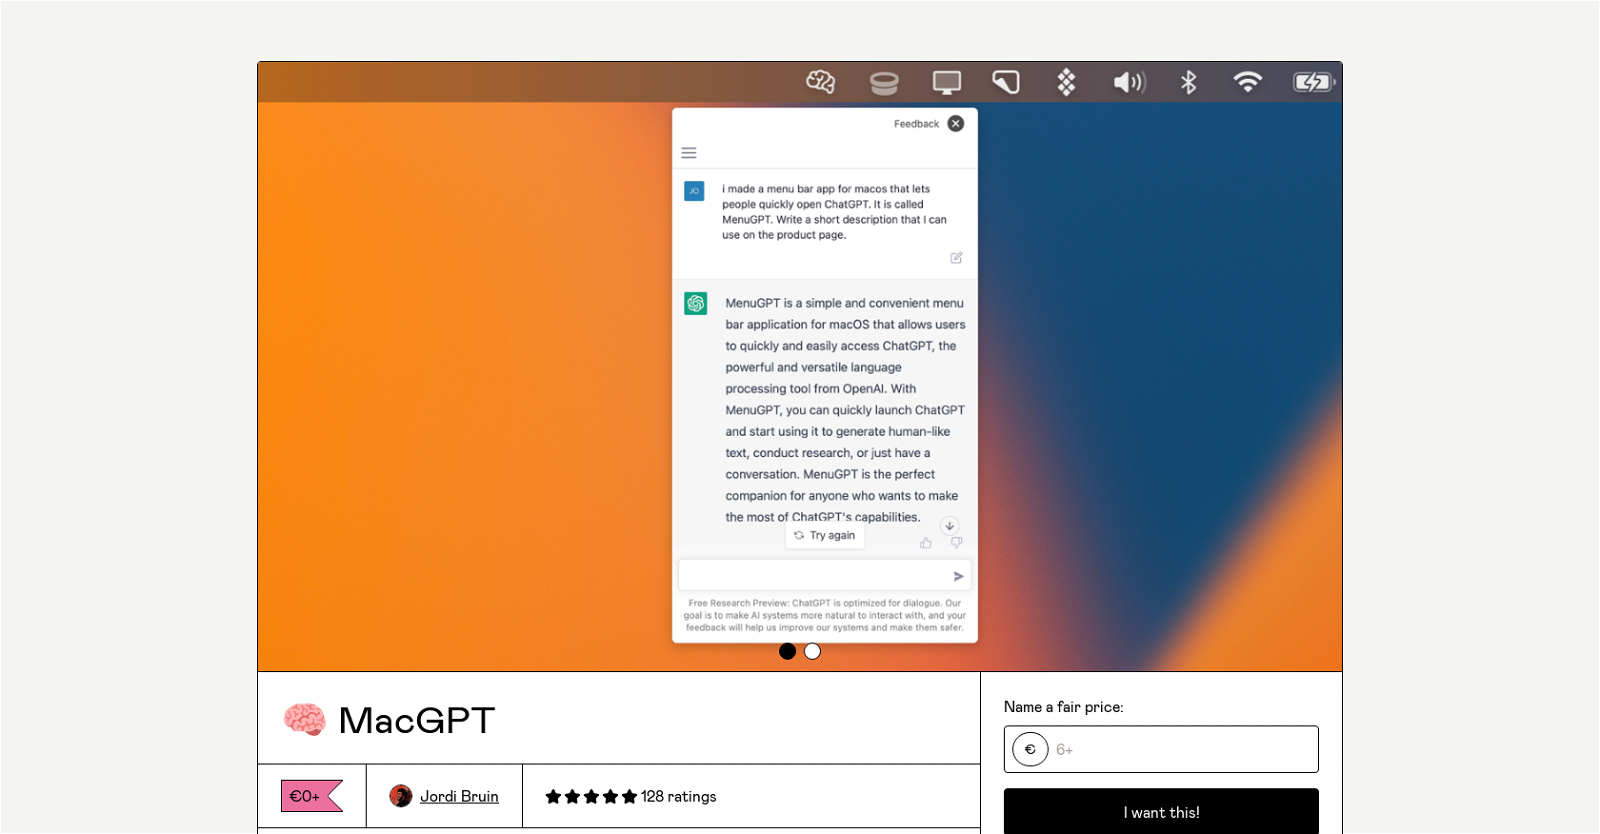 Feedback
JO
i made a menu bar app for macos that lets
people quickly open ChatGPT. It is called
MenuGPT. Write a short description that I can
use on the product page.
MenuGPT is a simple and convenient menu
bar application for macOS that allows users
to quickly and easily access ChatGPT, the
powerful and versatile language
processing tool from OpenAI. With
MenuGPT, you can quickly launch ChatGPT
and start using it to generate human-like
text, conduct research, or just have a
conversation. MenuGPT is the perfect
companion for anyone who wants to make
the most of ChatGPT's capabilities.
Try again
Free Research Preview: ChatGPT is optimized for dialogue. Our
goal is to make AI systems more natural to interact with, and your
feedback will help us improve our systems and make them safer.
MacGPT
€0+
Jordi Bruin
128 ratings
Name a fair price:
€ 6+
I want this!